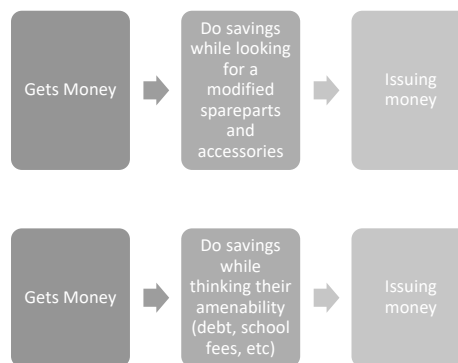 Gets Money
Do savings
while looking
for a
modified
spareparts
and
accessories
Issuing
money
Gets Money
Do savings
while
thinking their
amenability
(debt, school
fees, etc)
Issuing
money